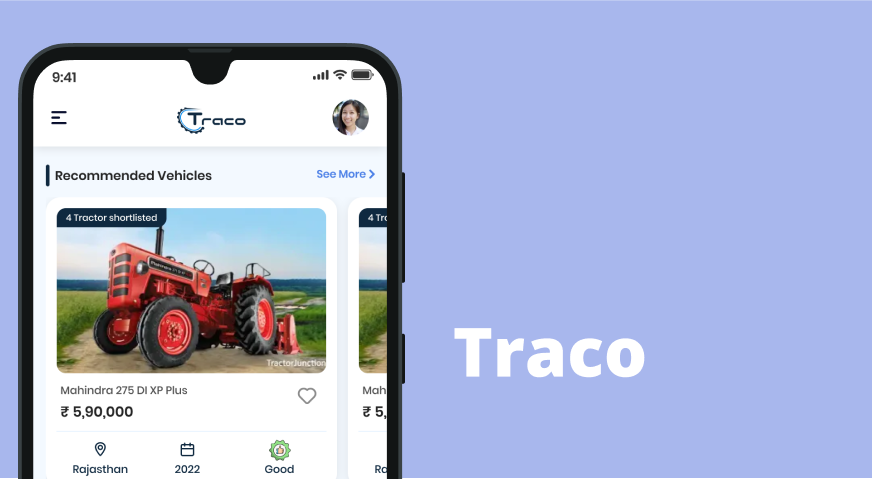 9:41
Traco
Recommended Vehicles
See More
4 Tractor shortlisted
4 Tra
TractorJunction
Mahindra 275 DI XP Plus
Mah
₹ 5,90,000
₹ 5,
Rajasthan
2022
Good
Ra
Traco